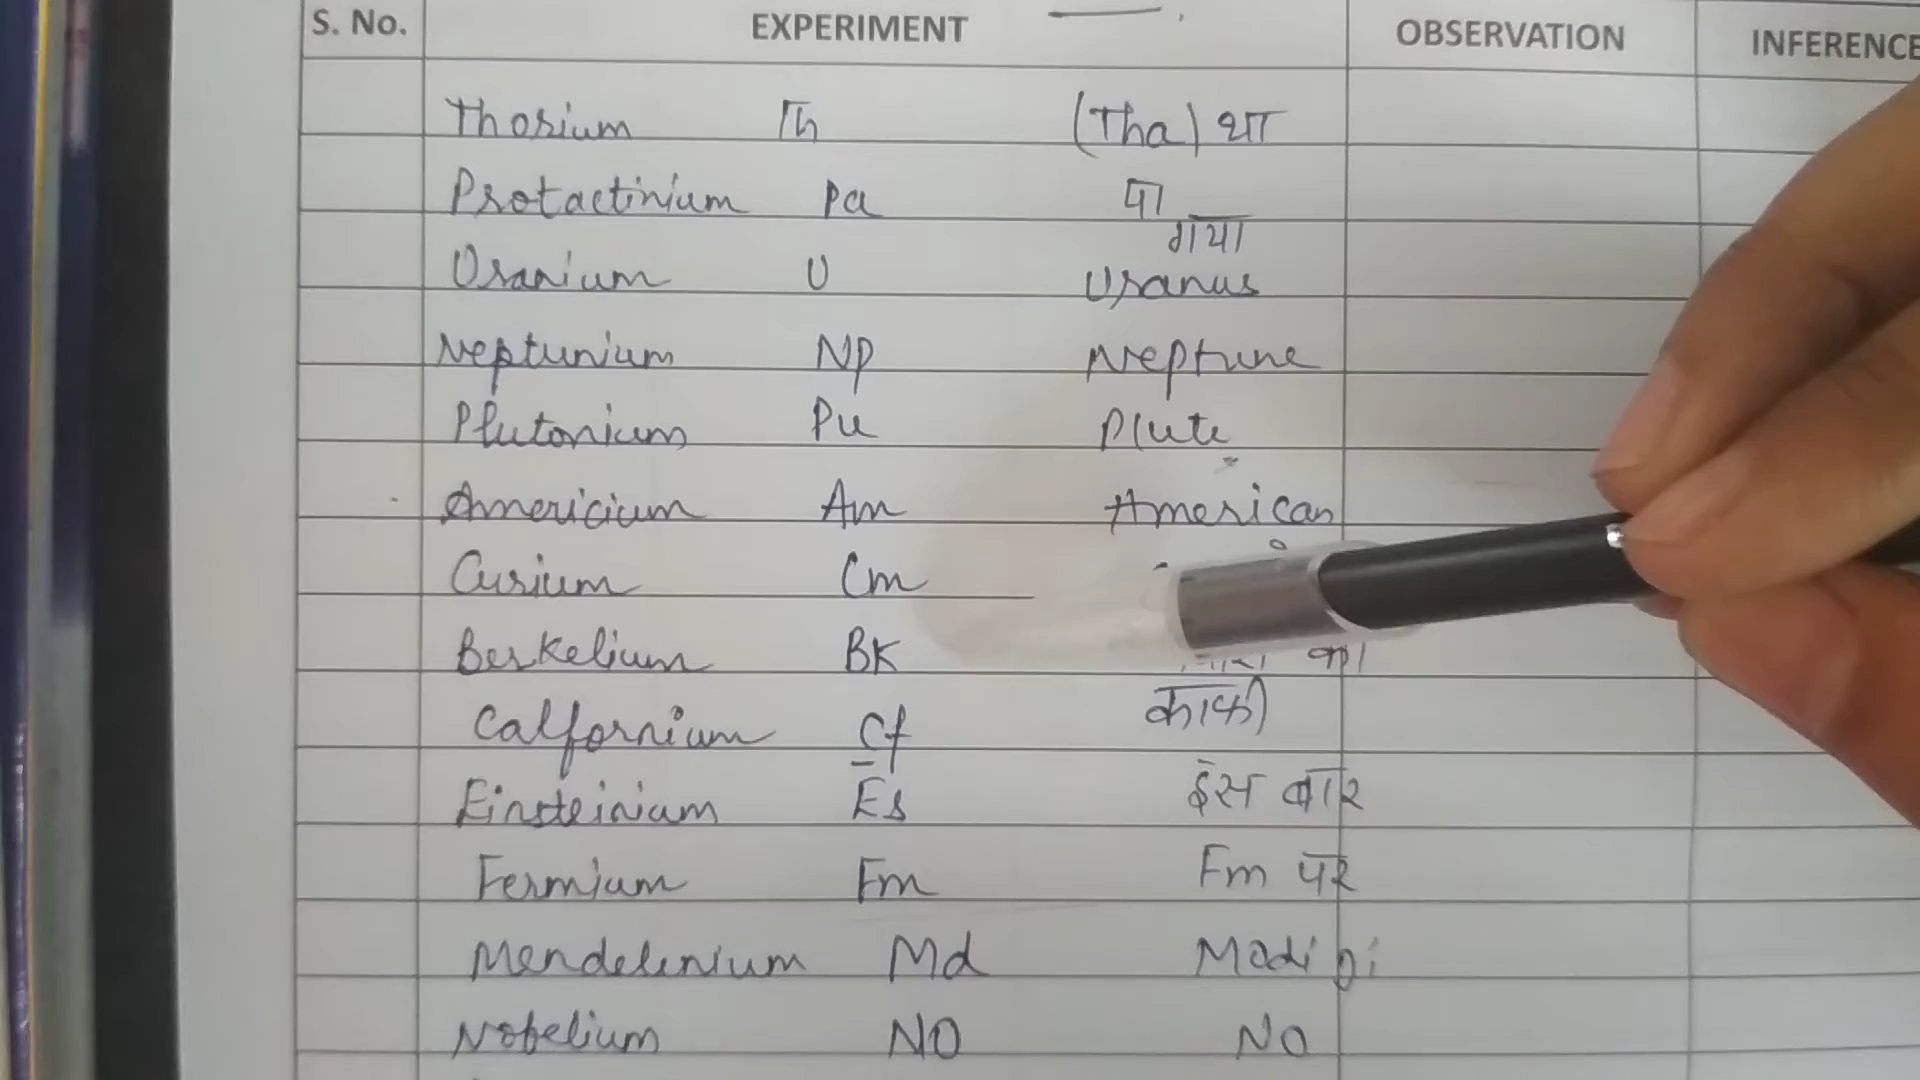 S. No. EXPERIMENT OBSERVATION INFERENCE
Thorium Th (Tha) था
Protactinium Pa पा
गया
Uranium U Uranus
Neptunium Np Neptune
Plutonium Pu Plute
Americium Am American
Curium Cm
Berkelium BK का
Calfornium Cf काफी
Einsteinium Es इस बार
Fermium Fm Fm पर
Mendelenium Md Modi ji
Nobelium NO No